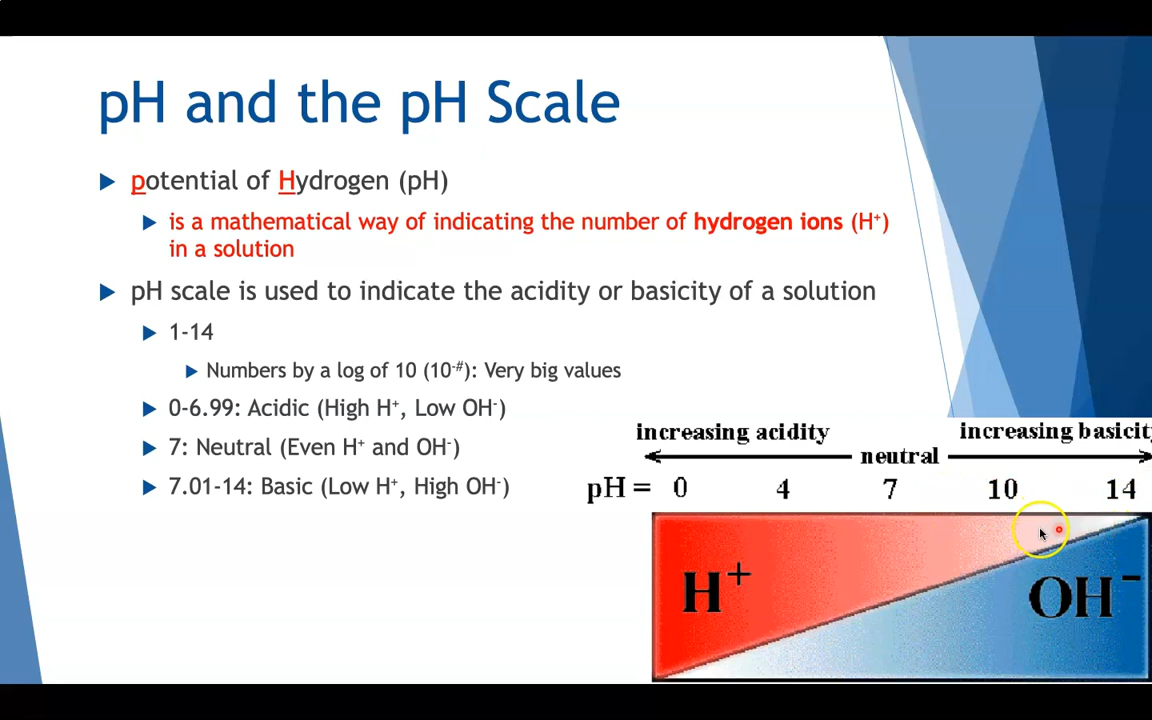 pH and the pH Scale
potential of Hydrogen (pH)
is a mathematical way of indicating the number of hydrogen ions (H⁺)
in a solution
pH scale is used to indicate the acidity or basicity of a solution
1-14
Numbers by a log of 10 (10⁻#): Very big values
0-6.99: Acidic (High H⁺, Low OH⁻)
7: Neutral (Even H⁺ and OH⁻)
7.01-14: Basic (Low H⁺, High OH⁻)
increasing acidity increasing basicity
neutral
pH = 0 4 7 10 14
H⁺ OH⁻